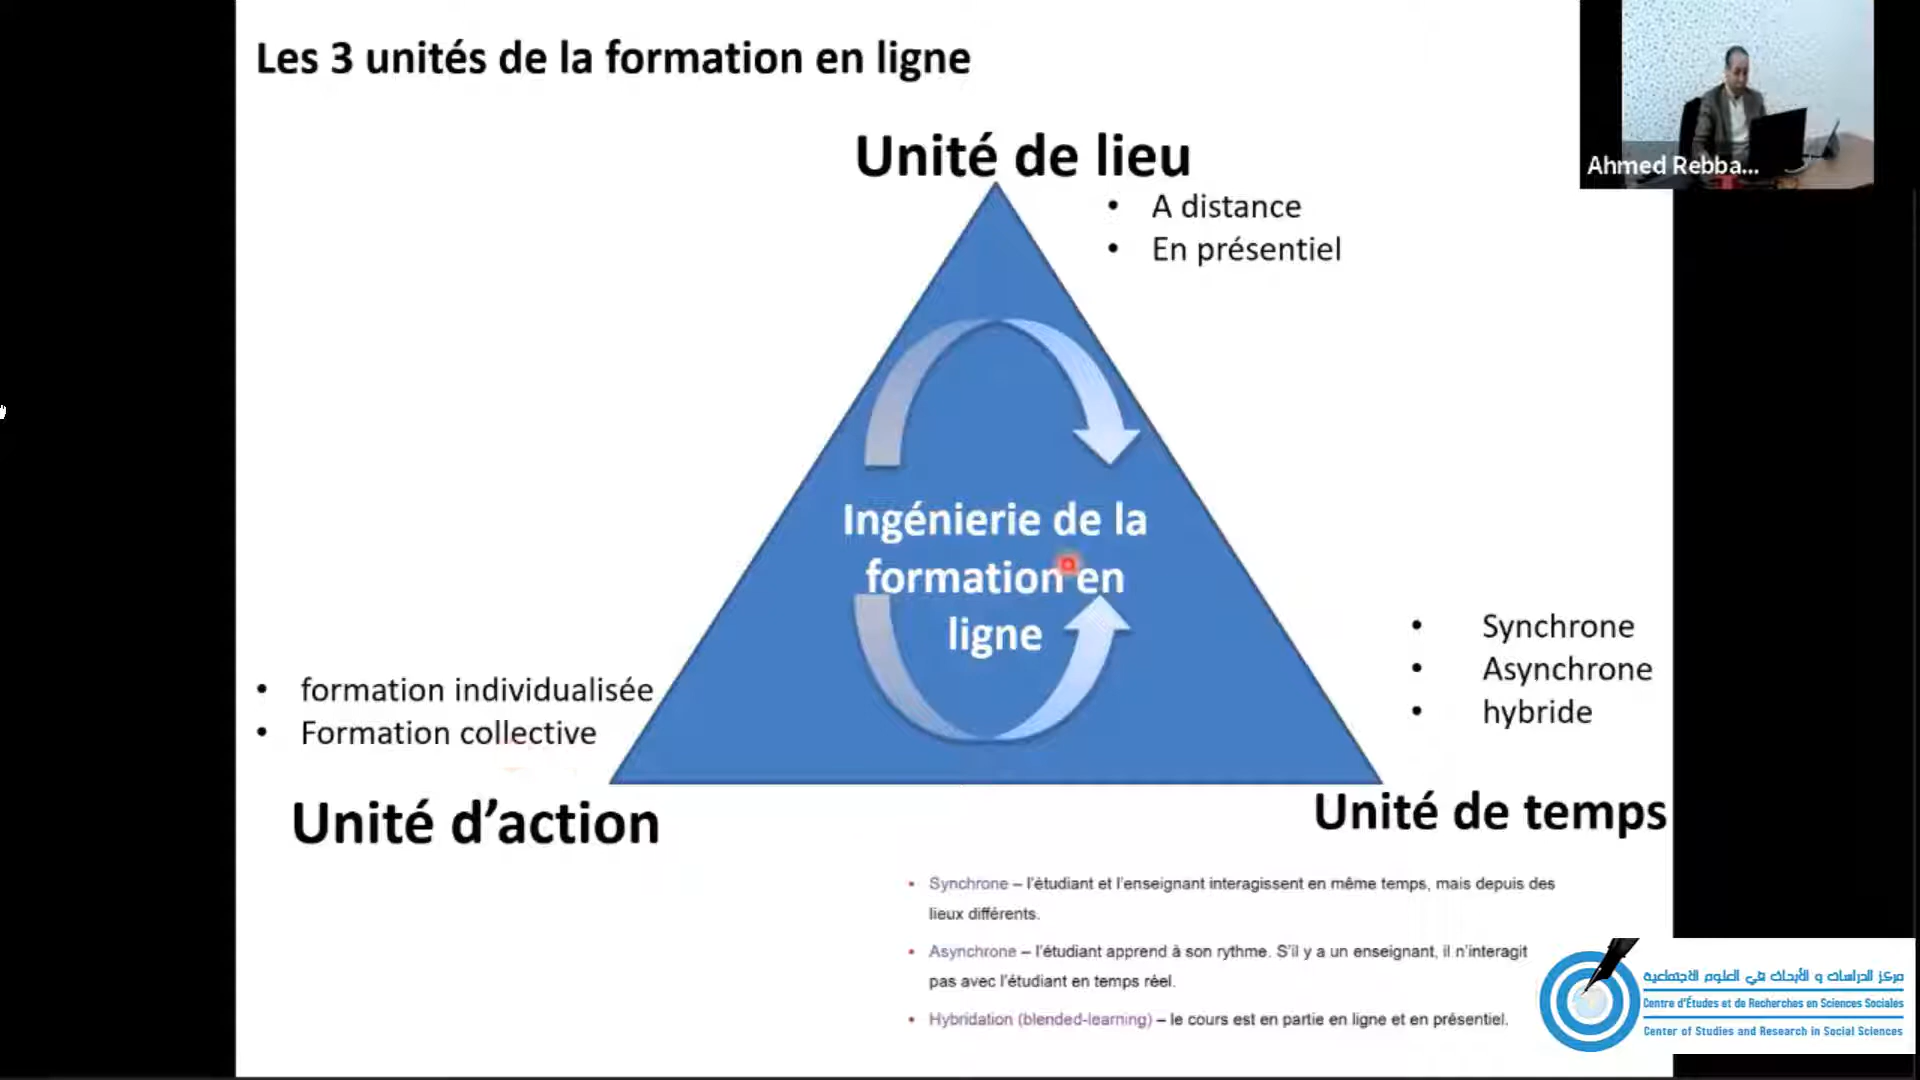 Les 3 unités de la formation en ligne
Ahmed Rebba...
Unité de lieu
• A distance
• En présentiel
Ingénierie de la
formation en
ligne
• formation individualisée
• Formation collective
Unité d’action
• Synchrone
• Asynchrone
• hybride
Unité de temps
• Synchrone – l’étudiant et l’enseignant interagissent en même temps, mais depuis des
lieux différents.
• Asynchrone – l’étudiant apprend à son rythme. S’il y a un enseignant, il n’interagit
pas avec l’étudiant en temps réel.
• Hybridation (blended-learning) – le cours est en partie en ligne et en présentiel.
مركز الدراسات و الأبحاث في العلوم الاجتماعية
Centre d’Études et de Recherches en Sciences Sociales
Center of Studies and Research in Social Sciences